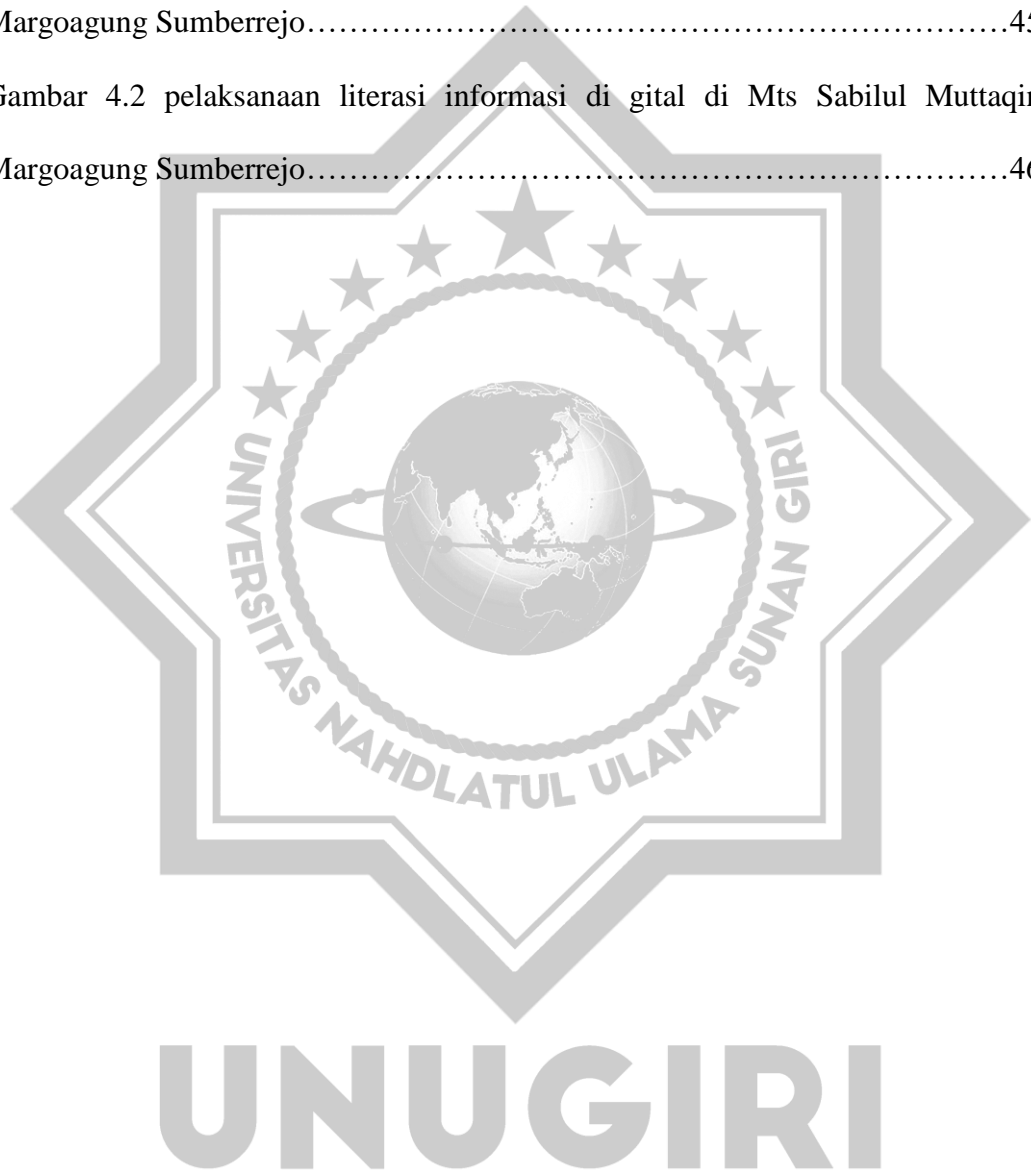 Margoagung Sumberrejo……………………………………………………………45
Gambar 4.2 pelaksanaan literasi informasi di gital di Mts Sabilul Muttaqin
Margoagung Sumberrejo……………………………………………………………46
UNIVERSITAS NAHDLATUL ULAMA SUNAN GIRI
UNUGIRI